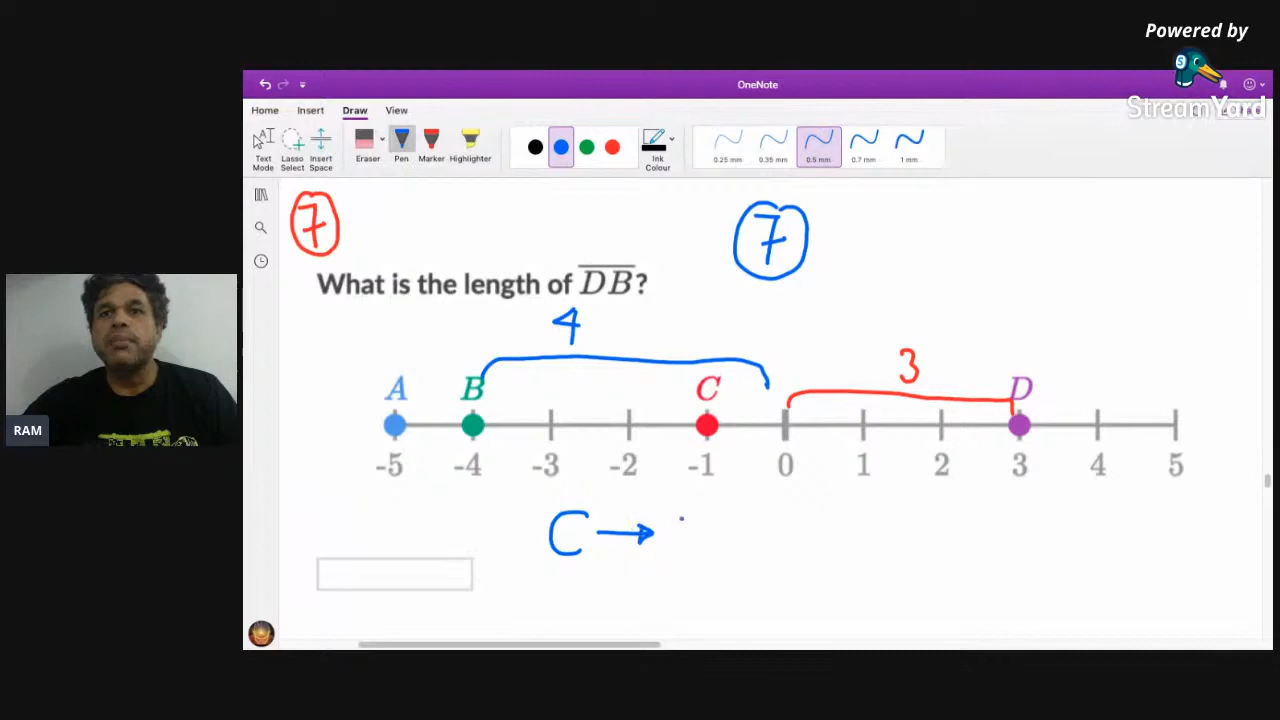 Powered by
StreamYard
OneNote
Home Insert Draw View
Text Mode
Lasso Select
Insert Space
Eraser
Pen
Marker
Highlighter
Ink Colour
0.25 mm
0.35 mm
0.5 mm
0.7 mm
1 mm
7
7
What is the length of DB?
4
3
A B C D
-5 -4 -3 -2 -1 0 1 2 3 4 5
C →
RAM